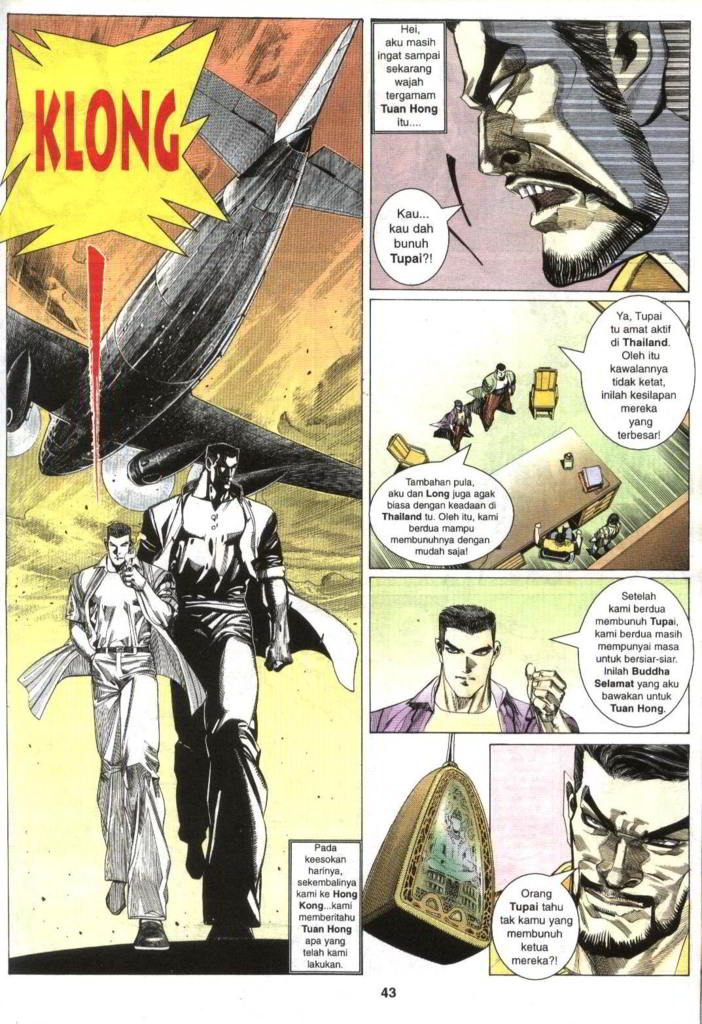 KLONG
Pada
keesokan
harinya,
sekembalinya
kami ke Hong
Kong...kami
memberitahu
Tuan Hong
apa yang
telah kami
lakukan.
Hei,
aku masih
ingat sampai
sekarang
wajah
tergamam
Tuan Hong
itu....
Kau...
kau dah
bunuh
Tupai?!
Ya, Tupai
tu amat aktif
di Thailand.
Oleh itu
kawalannya
tidak ketat,
inilah kesilapan
mereka
yang
terbesar!
Tambahan pula,
aku dan Long juga agak
biasa dengan keadaan di
Thailand tu. Oleh itu, kami
berdua mampu
membunuhnya dengan
mudah saja!
Setelah
kami berdua
membunuh Tupai,
kami berdua masih
mempunyai masa
untuk bersiar-siar.
Inilah Buddha
Selamat yang aku
bawakan untuk
Tuan Hong.
Orang
Tupai tahu
tak kamu yang
membunuh
ketua
mereka?!
43